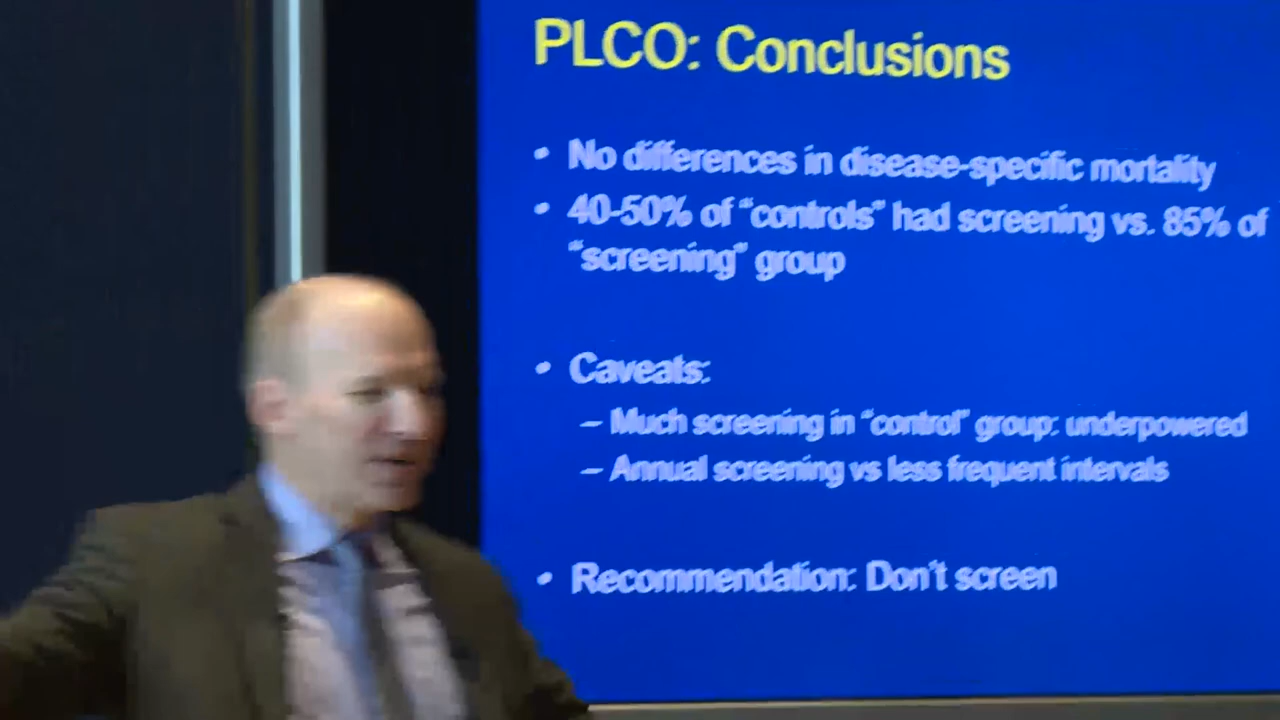 PLCO: Conclusions
• No differences in disease-specific mortality
• 40-50% of "controls" had screening vs. 85% of
"screening" group
• Caveats:
– Much screening in "control" group: underpowered
– Annual screening vs less frequent intervals
• Recommendation: Don't screen